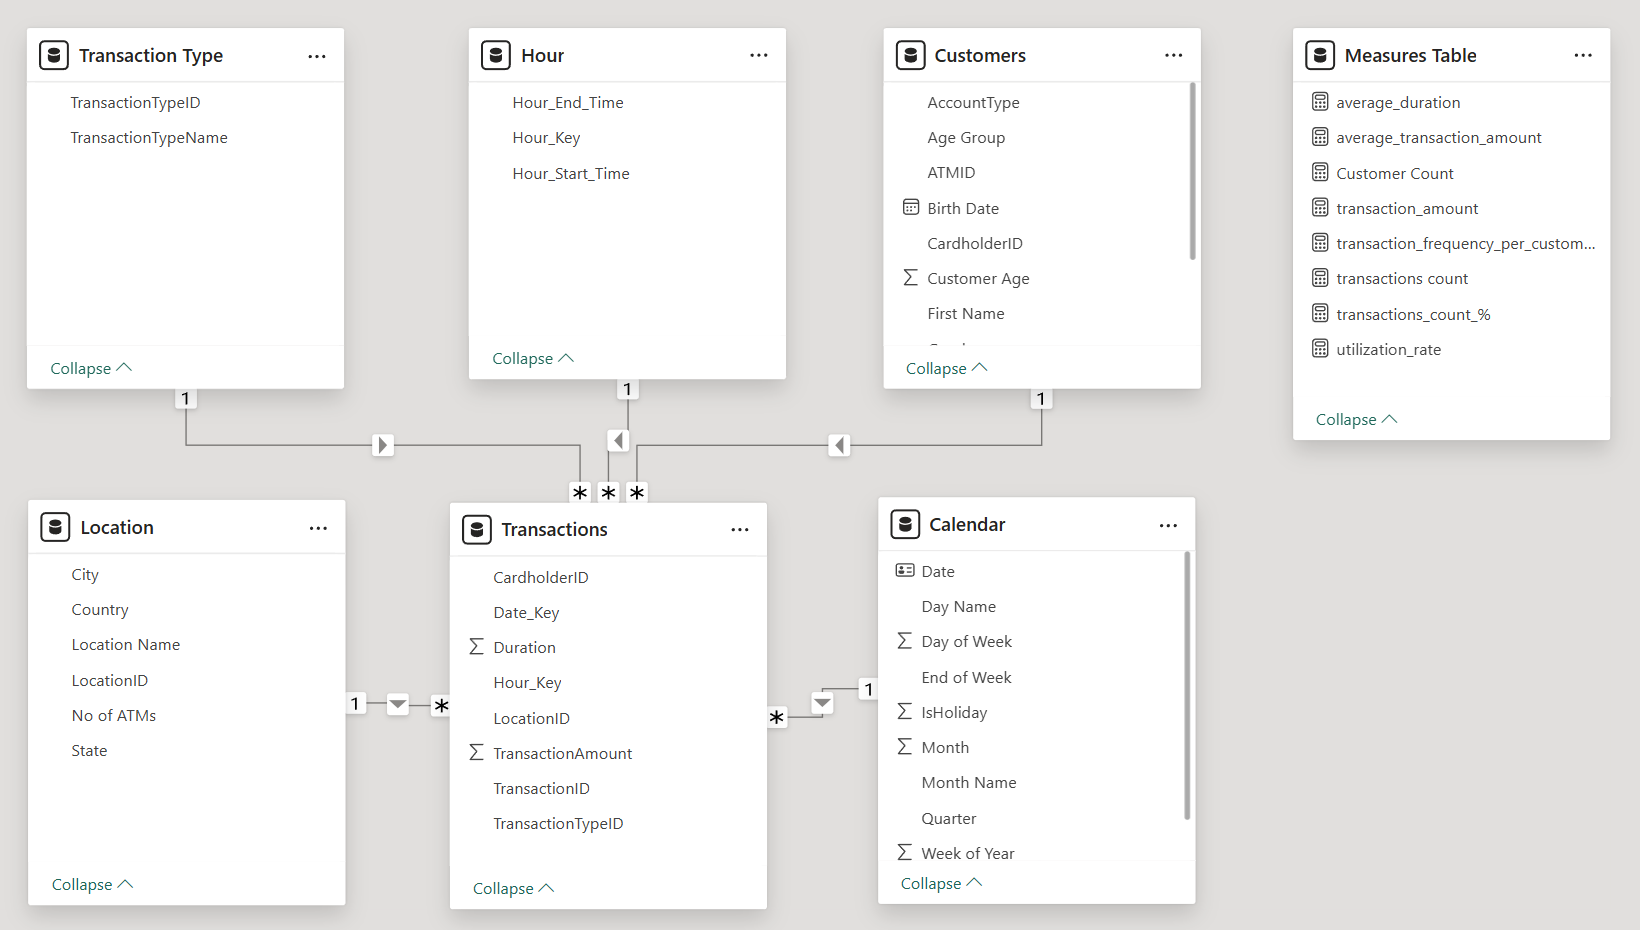 Transaction Type
TransactionTypeID
TransactionTypeName
Collapse
1
Hour
Hour_End_Time
Hour_Key
Hour_Start_Time
Collapse
1
Customers
AccountType
Age Group
ATMID
Birth Date
CardholderID
Customer Age
First Name
Collapse
1
Measures Table
average_duration
average_transaction_amount
Customer Count
transaction_amount
transaction_frequency_per_custom...
transactions count
transactions_count_%
utilization_rate
Collapse
* * *
Location
City
Country
Location Name
LocationID
No of ATMs
State
Collapse
1 *
Transactions
CardholderID
Date_Key
Duration
Hour_Key
LocationID
TransactionAmount
TransactionID
TransactionTypeID
Collapse
* 1
Calendar
Date
Day Name
Day of Week
End of Week
IsHoliday
Month
Month Name
Quarter
Week of Year
Collapse